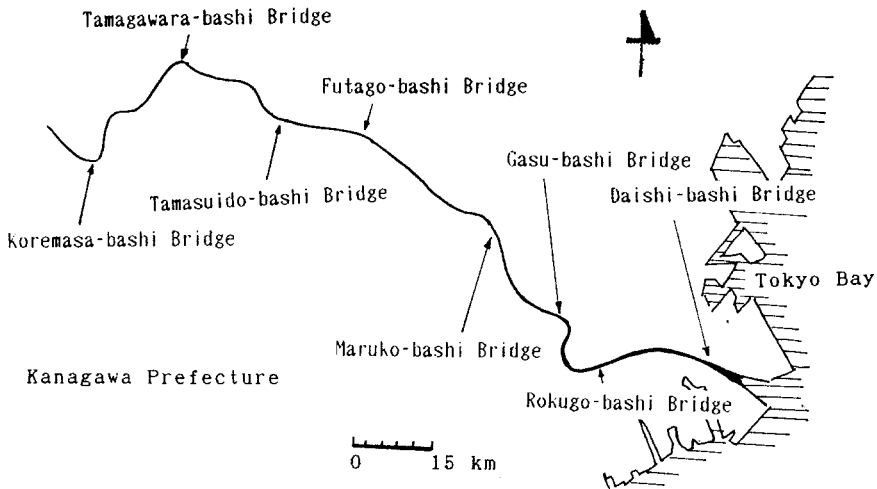 Tamagawara-bashi Bridge
Futago-bashi Bridge
Gasu-bashi Bridge
Daishi-bashi Bridge
Tamasuido-bashi Bridge
Koremasa-bashi Bridge
Tokyo Bay
Maruko-bashi Bridge
Kanagawa Prefecture
Rokugo-bashi Bridge
0 15 km